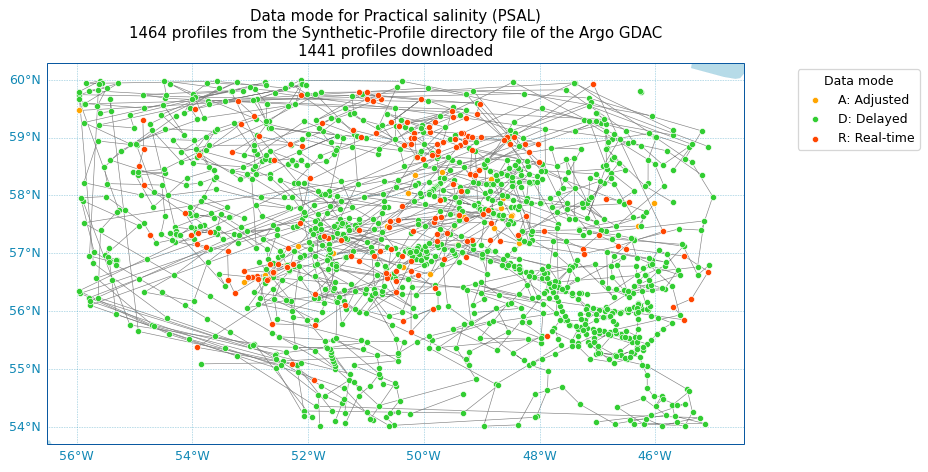 Data mode for Practical salinity (PSAL)
1464 profiles from the Synthetic-Profile directory file of the Argo GDAC
1441 profiles downloaded
60°N
59°N
58°N
57°N
56°N
55°N
54°N
56°W
54°W
52°W
50°W
48°W
46°W
Data mode
A: Adjusted
D: Delayed
R: Real-time